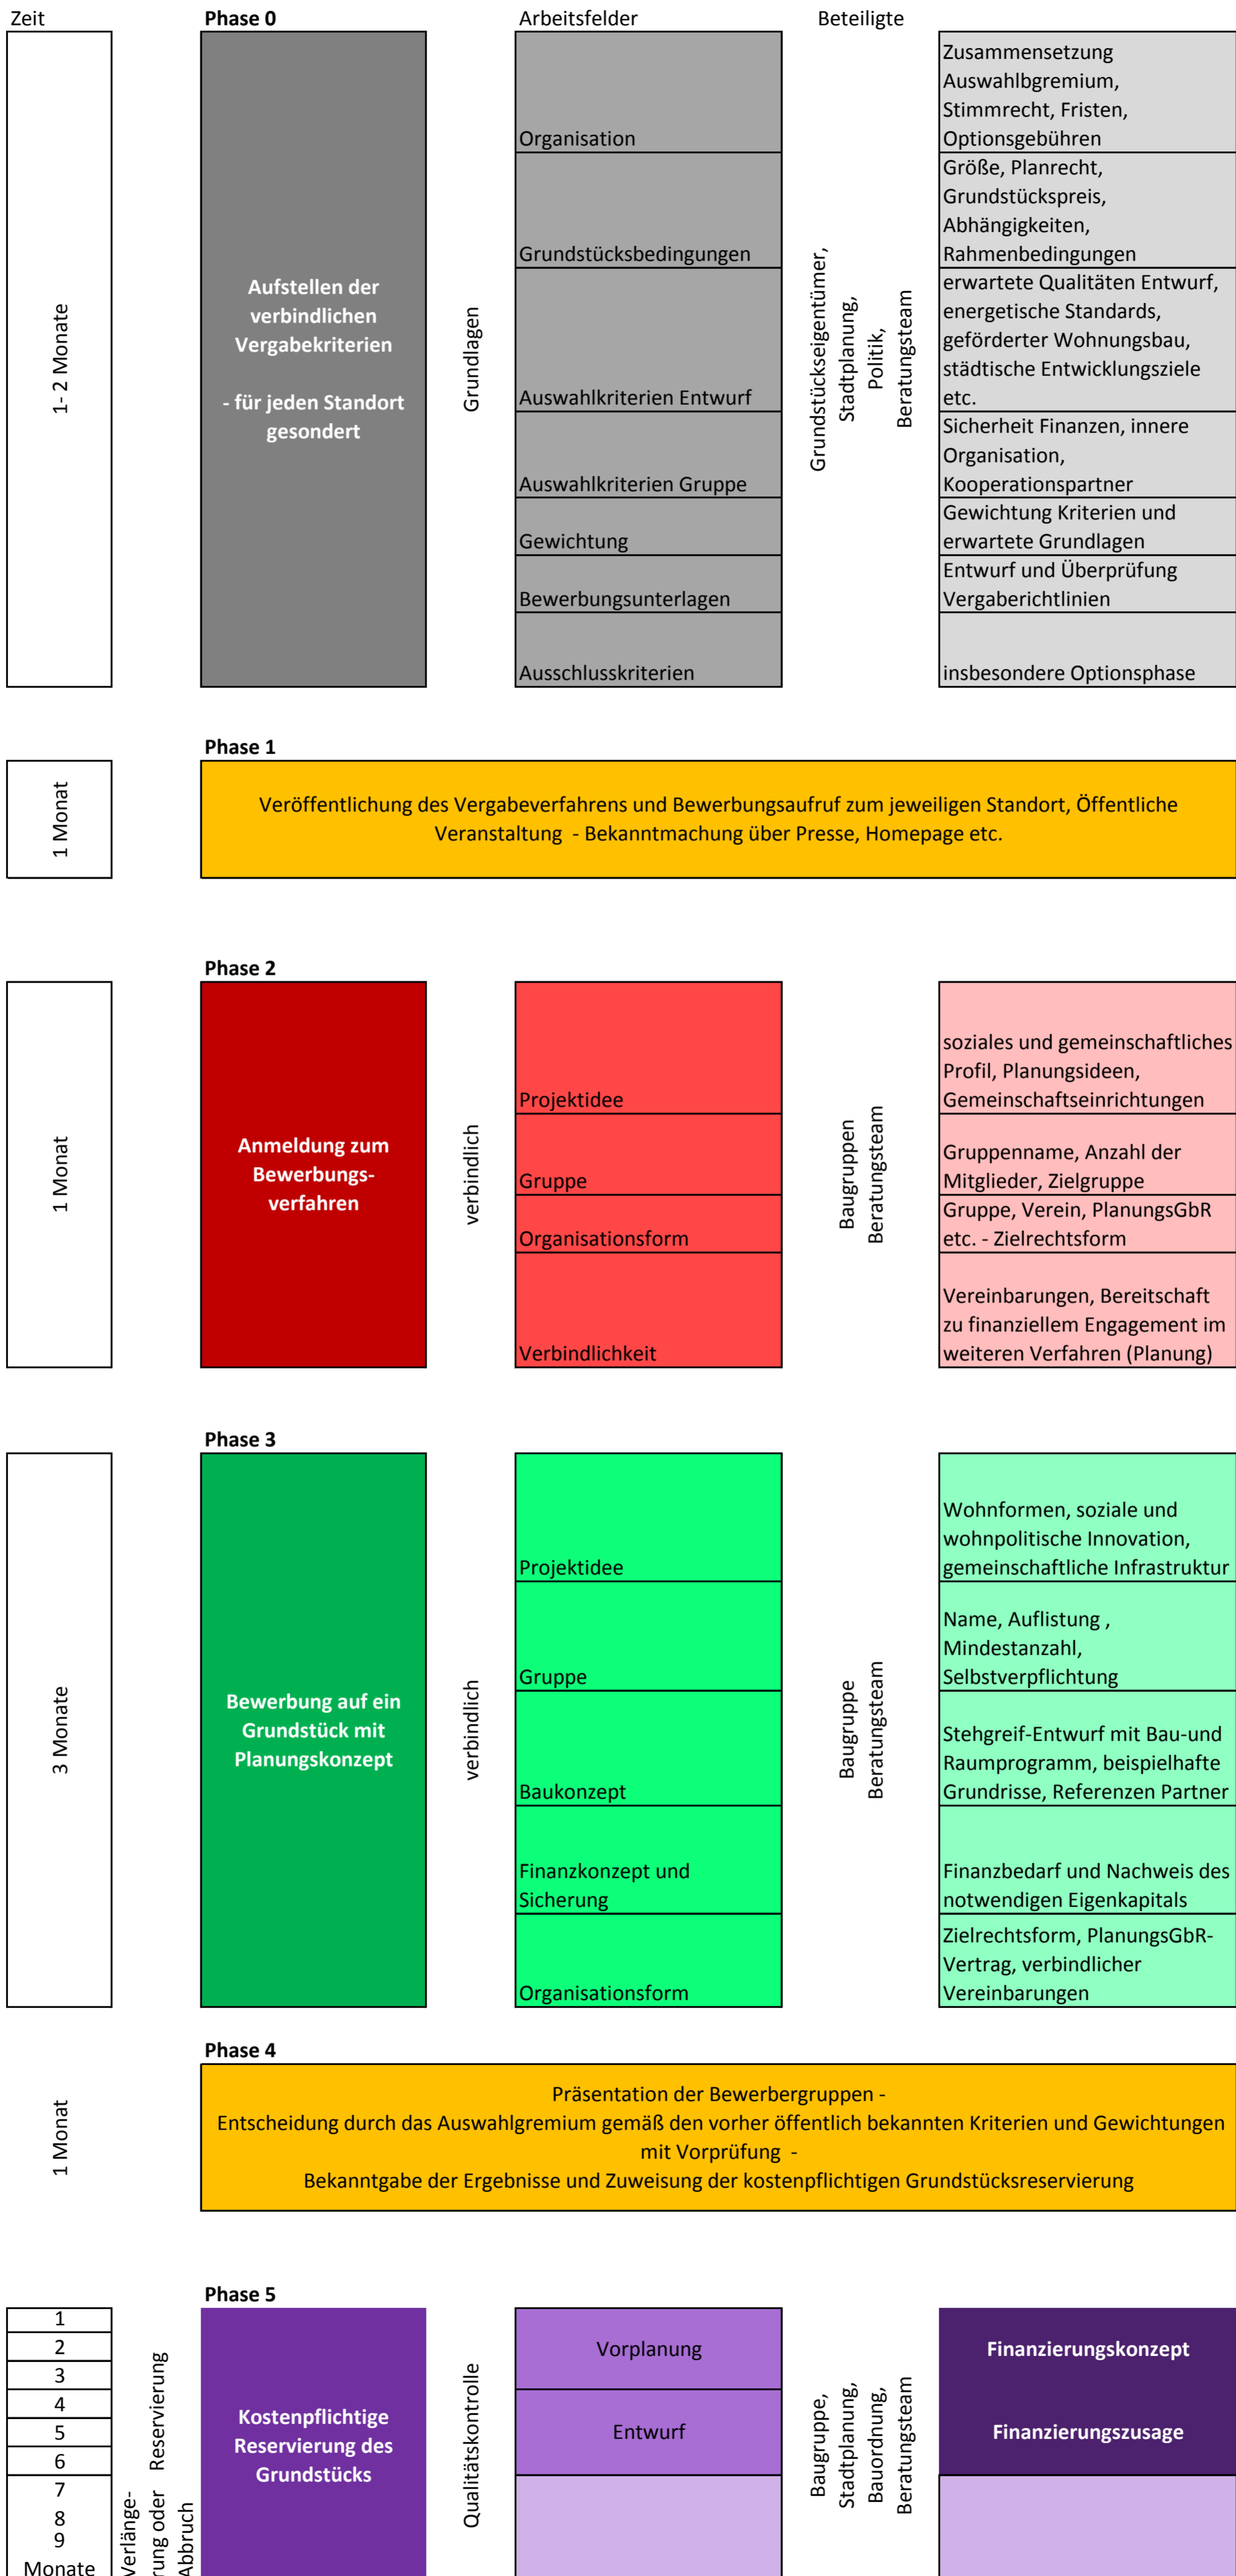 Zeit
Phase 0
Arbeitsfelder
Beteiligte
1- 2 Monate
Aufstellen der
verbindlichen
Vergabekriterien
- für jeden Standort
gesondert
Grundlagen
Organisation
Grundstücksbedingungen
Auswahlkriterien Entwurf
Auswahlkriterien Gruppe
Gewichtung
Bewerbungsunterlagen
Ausschlusskriterien
Grundstückseigentümer,
Stadtplanung,
Politik,
Beratungsteam
Zusammensetzung
Auswahlbgremium,
Stimmrecht, Fristen,
Optionsgebühren
Größe, Planrecht,
Grundstückspreis,
Abhängigkeiten,
Rahmenbedingungen
erwartete Qualitäten Entwurf,
energetische Standards,
geförderter Wohnungsbau,
städtische Entwicklungsziele
etc.
Sicherheit Finanzen, innere
Organisation,
Kooperationspartner
Gewichtung Kriterien und
erwartete Grundlagen
Entwurf und Überprüfung
Vergaberichtlinien
insbesondere Optionsphase
Phase 1
1 Monat
Veröffentlichung des Vergabeverfahrens und Bewerbungsaufruf zum jeweiligen Standort, Öffentliche
Veranstaltung - Bekanntmachung über Presse, Homepage etc.
Phase 2
1 Monat
Anmeldung zum
Bewerbungs-
verfahren
verbindlich
Projektidee
Gruppe
Organisationsform
Verbindlichkeit
Baugruppen
Beratungsteam
soziales und gemeinschaftliches
Profil, Planungsideen,
Gemeinschaftseinrichtungen
Gruppenname, Anzahl der
Mitglieder, Zielgruppe
Gruppe, Verein, PlanungsGbR
etc. - Zielrechtsform
Vereinbarungen, Bereitschaft
zu finanziellem Engagement im
weiteren Verfahren (Planung)
Phase 3
3 Monate
Bewerbung auf ein
Grundstück mit
Planungskonzept
verbindlich
Projektidee
Gruppe
Baukonzept
Finanzkonzept und
Sicherung
Organisationsform
Baugruppe
Beratungsteam
Wohnformen, soziale und
wohnpolitische Innovation,
gemeinschaftliche Infrastruktur
Name, Auflistung ,
Mindestanzahl,
Selbstverpflichtung
Stehgreif-Entwurf mit Bau-und
Raumprogramm, beispielhafte
Grundrisse, Referenzen Partner
Finanzbedarf und Nachweis des
notwendigen Eigenkapitals
Zielrechtsform, PlanungsGbR-
Vertrag, verbindlicher
Vereinbarungen
Phase 4
1 Monat
Präsentation der Bewerbergruppen -
Entscheidung durch das Auswahlgremium gemäß den vorher öffentlich bekannten Kriterien und Gewichtungen
mit Vorprüfung -
Bekanntgabe der Ergebnisse und Zuweisung der kostenpflichtigen Grundstücksreservierung
Phase 5
1
2
3
4
5
6
7
8
9
Monate
Reservierung
Verlänge-
rung oder
Abbruch
Kostenpflichtige
Reservierung des
Grundstücks
Qualitätskontrolle
Vorplanung
Entwurf
Baugruppe,
Stadtplanung,
Bauordnung,
Beratungsteam
Finanzierungskonzept
Finanzierungszusage